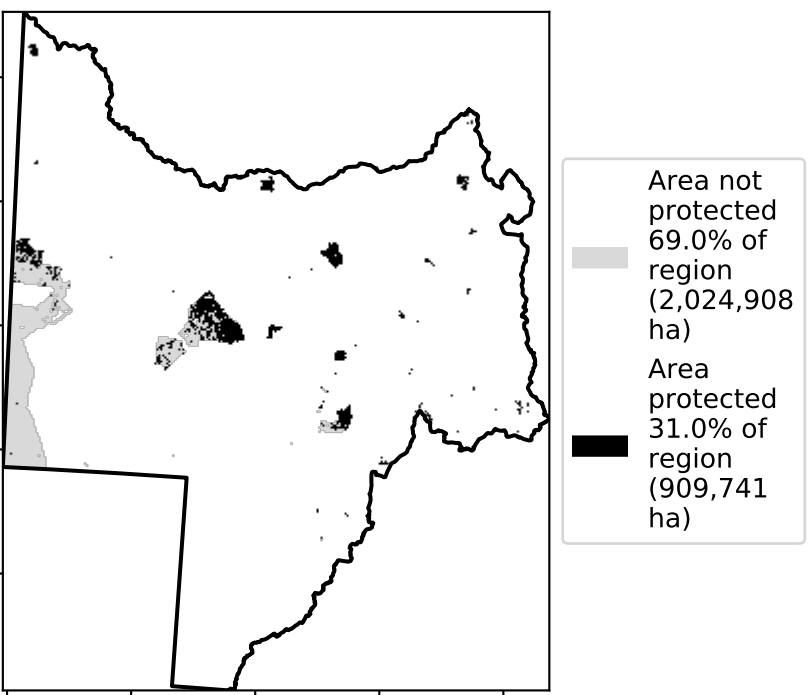 Area not
protected
69.0% of
region
(2,024,908
ha)
Area
protected
31.0% of
region
(909,741
ha)